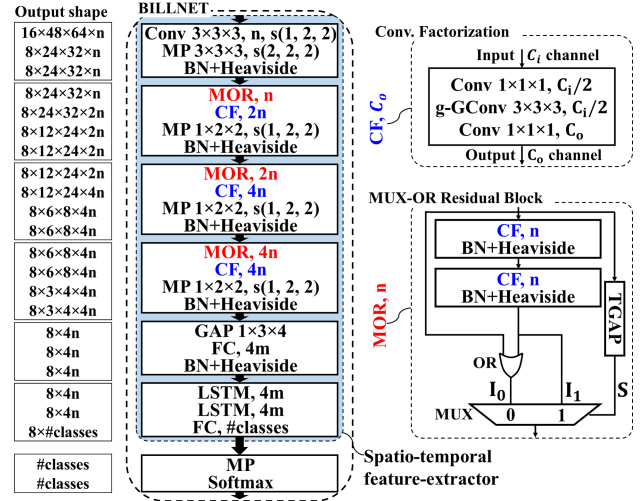 Output shape
16×48×64×n
8×24×32×n
8×24×32×n
8×24×32×n
8×24×32×2n
8×12×24×2n
8×12×24×2n
8×12×24×2n
8×12×24×4n
8×6×8×4n
8×6×8×4n
8×6×8×4n
8×6×8×4n
8×3×4×4n
8×3×4×4n
8×4n
8×4n
8×4n
8×4n
8×4n
8×#classes
#classes
#classes
BILLNET
Conv 3×3×3, n, s(1, 2, 2)
MP 3×3×3, s(2, 2, 2)
BN+Heaviside
MOR, n
CF, 2n
MP 1×2×2, s(1, 2, 2)
BN+Heaviside
MOR, 2n
CF, 4n
MP 1×2×2, s(1, 2, 2)
BN+Heaviside
MOR, 4n
CF, 4n
MP 1×2×2, s(1, 2, 2)
BN+Heaviside
GAP 1×3×4
FC, 4m
BN+Heaviside
LSTM, 4m
LSTM, 4m
FC, #classes
MP
Softmax
Spatio-temporal
feature-extractor
Conv. Factorization
Input C_i channel
CF, C_o
Conv 1×1×1, C_i/2
g-GConv 3×3×3, C_i/2
Conv 1×1×1, C_o
Output C_o channel
MUX-OR Residual Block
MOR, n
CF, n
BN+Heaviside
CF, n
BN+Heaviside
TGAP
OR
I_0 I_1 S
MUX 0 1